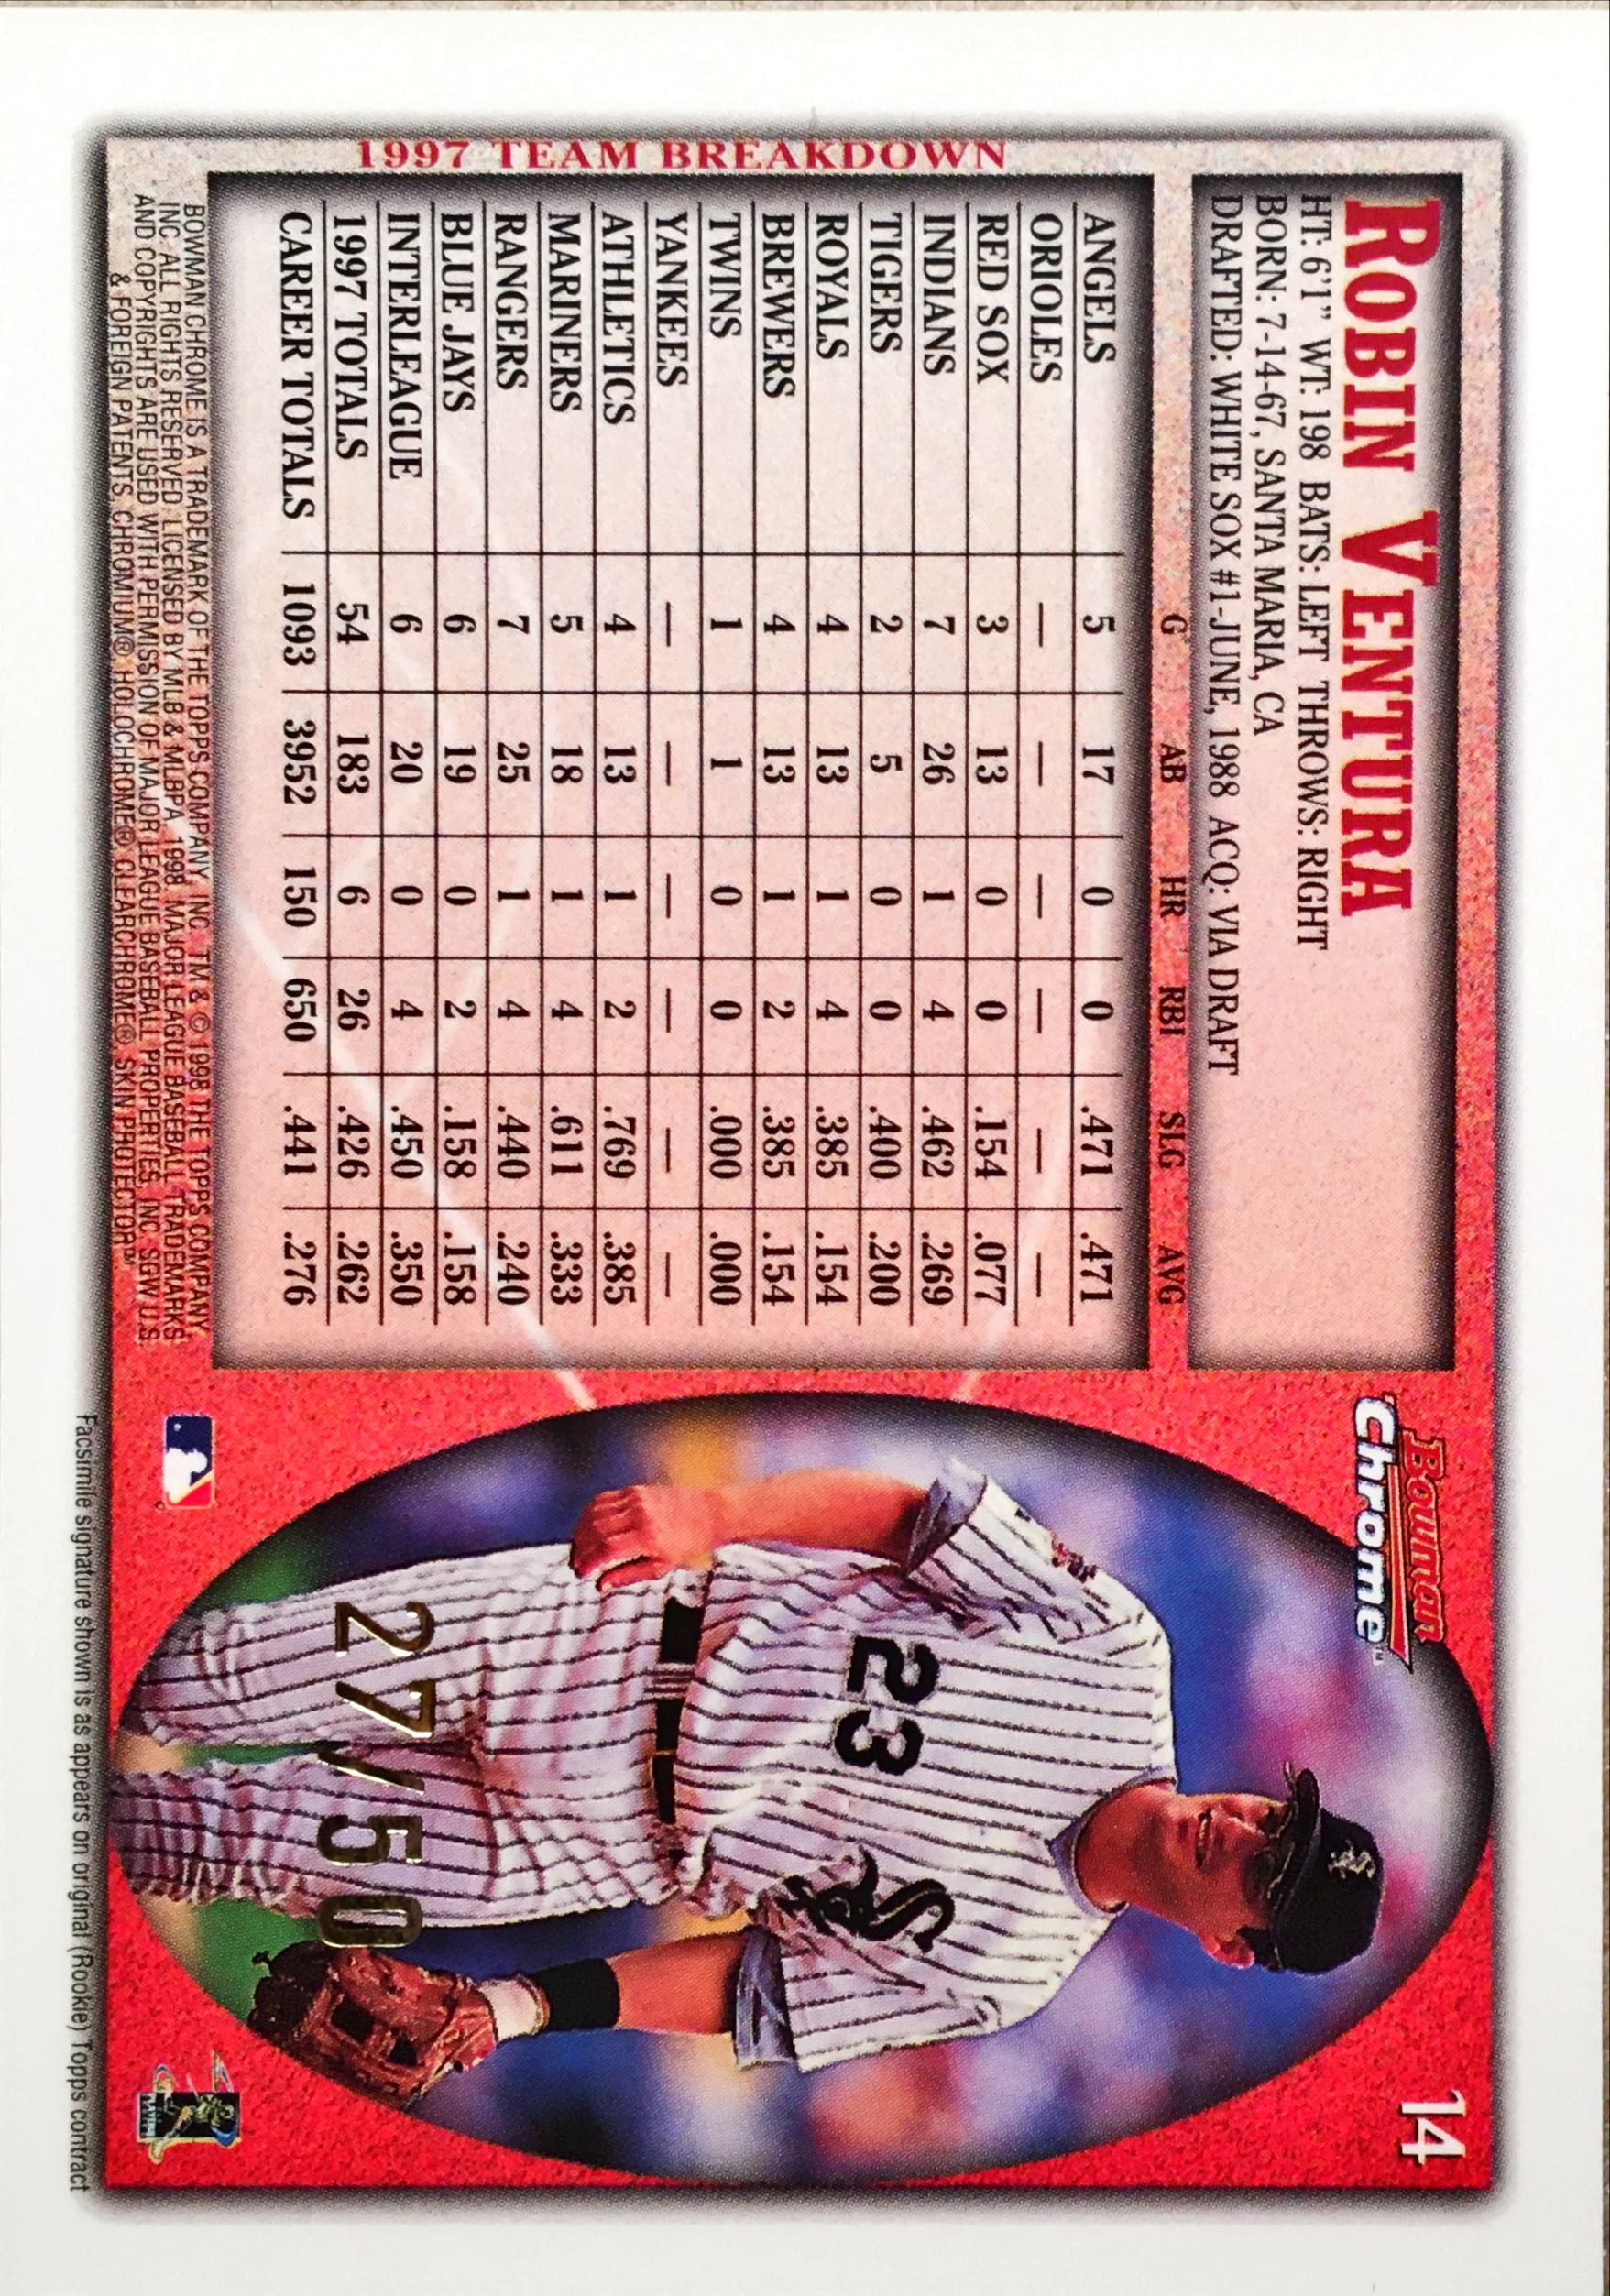 ROBIN VENTURA
HT: 6'1" WT: 198 BATS: LEFT THROWS: RIGHT
BORN: 7-14-67, SANTA MARIA, CA
DRAFTED: WHITE SOX #1-JUNE, 1988 ACQ: VIA DRAFT
Bowman
Chrome™
14
1997 TEAM BREAKDOWN
G AB HR RBI SLG AVG
ANGELS 5 17 0 0 .471 .471
ORIOLES — — — — — —
RED SOX 3 13 0 0 .154 .077
INDIANS 7 26 1 4 .462 .269
TIGERS 2 5 0 0 .400 .200
ROYALS 4 13 1 4 .385 .154
BREWERS 4 13 1 2 .385 .154
TWINS 1 1 0 0 .000 .000
YANKEES — — — — — —
ATHLETICS 4 13 1 2 .769 .385
MARINERS 5 18 1 4 .611 .333
RANGERS 7 25 1 4 .440 .240
BLUE JAYS 6 19 0 2 .158 .158
INTERLEAGUE 6 20 0 4 .450 .350
1997 TOTALS 54 183 6 26 .426 .262
CAREER TOTALS 1093 3952 150 650 .441 .276
23
Sox
27/50
BOWMAN CHROME IS A TRADEMARK OF THE TOPPS COMPANY, INC. TM & © 1998 THE TOPPS COMPANY,
INC. ALL RIGHTS RESERVED. LICENSED BY MLB & MLBPA 1998. MAJOR LEAGUE BASEBALL TRADEMARKS
AND COPYRIGHTS ARE USED WITH PERMISSION OF MAJOR LEAGUE BASEBALL PROPERTIES, INC. SGW U.S.
& FOREIGN PATENTS. CHROMIUM® HOLOCHROME® CLEARCHROME® SKIN PROTECTOR™
Facsimile signature shown is as appears on original (Rookie) Topps contract